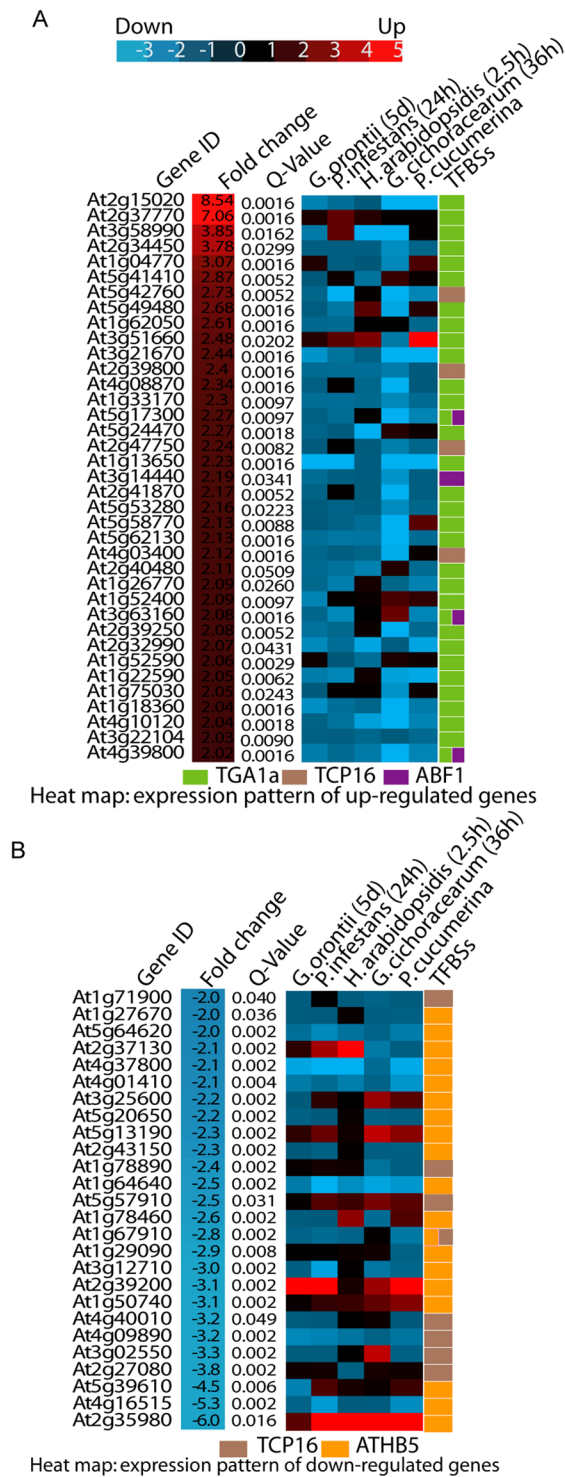 A
Down Up
-3 -2 -1 0 1 2 3 4 5
Gene ID Fold change Q-Value G.orontii (5d) P.infestans (24h) H.arabidopsidis (2.5h) G.cichoracearum (36h) P.cucumerina TFBSs
At2g15020 8.54 0.0016
At2g37770 7.06 0.0016
At3g58990 3.85 0.0162
At2g34450 3.78 0.0299
At1g04770 3.07 0.0016
At5g41410 2.87 0.0052
At5g42760 2.73 0.0052
At5g49480 2.68 0.0016
At1g62050 2.61 0.0016
At3g51660 2.48 0.0202
At3g21670 2.44 0.0016
At2g39800 2.4 0.0016
At4g08870 2.34 0.0016
At1g33170 2.3 0.0097
At5g17300 2.27 0.0097
At5g24470 2.27 0.0018
At2g47750 2.24 0.0082
At1g13650 2.23 0.0016
At3g14440 2.19 0.0341
At2g41870 2.17 0.0052
At5g53280 2.16 0.0223
At5g58770 2.13 0.0088
At5g62130 2.13 0.0016
At4g03400 2.12 0.0016
At2g40480 2.11 0.0509
At1g26770 2.09 0.0260
At1g52400 2.09 0.0097
At3g63160 2.08 0.0016
At2g39250 2.08 0.0052
At2g32990 2.07 0.0431
At1g52590 2.06 0.0029
At1g22590 2.05 0.0062
At1g75030 2.05 0.0243
At1g18360 2.04 0.0016
At4g10120 2.04 0.0018
At3g22104 2.03 0.0090
At4g39800 2.02 0.0016
TGA1a TCP16 ABF1
Heat map: expression pattern of up-regulated genes
B
Gene ID Fold change Q-Value G.orontii (5d) P.infestans (24h) H.arabidopsidis (2.5h) G.cichoracearum (36h) P.cucumerina TFBSs
At1g71900 -2.0 0.040
At1g27670 -2.0 0.036
At5g64620 -2.0 0.002
At2g37130 -2.1 0.002
At4g37800 -2.1 0.002
At4g01410 -2.1 0.004
At3g25600 -2.2 0.002
At5g20650 -2.2 0.002
At5g13190 -2.3 0.002
At2g43150 -2.3 0.002
At1g78890 -2.4 0.002
At1g64640 -2.5 0.002
At5g57910 -2.5 0.031
At1g78460 -2.6 0.002
At1g67910 -2.8 0.002
At1g29090 -2.9 0.008
At3g12710 -3.0 0.002
At2g39200 -3.1 0.002
At1g50740 -3.1 0.002
At4g40010 -3.2 0.049
At4g09890 -3.2 0.002
At3g02550 -3.3 0.002
At2g27080 -3.8 0.002
At5g39610 -4.5 0.006
At4g16515 -5.3 0.002
At2g35980 -6.0 0.016
TCP16 ATHB5
Heat map: expression pattern of down-regulated genes